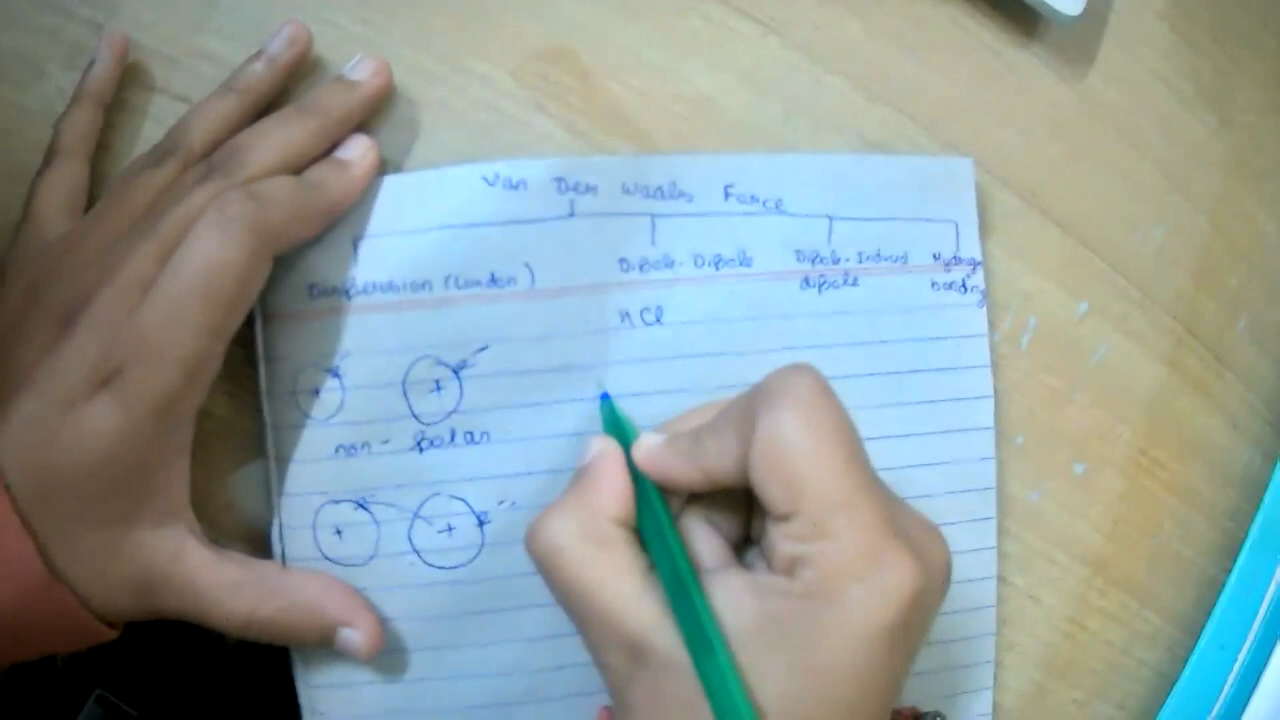 Van Der Waals Force
Dispersion (London)
Dipole - Dipole
Dipole - Induced
dipole
Hydrogen
bonding
HCl
+ e-
+ e-
non - polar
+
+ e-